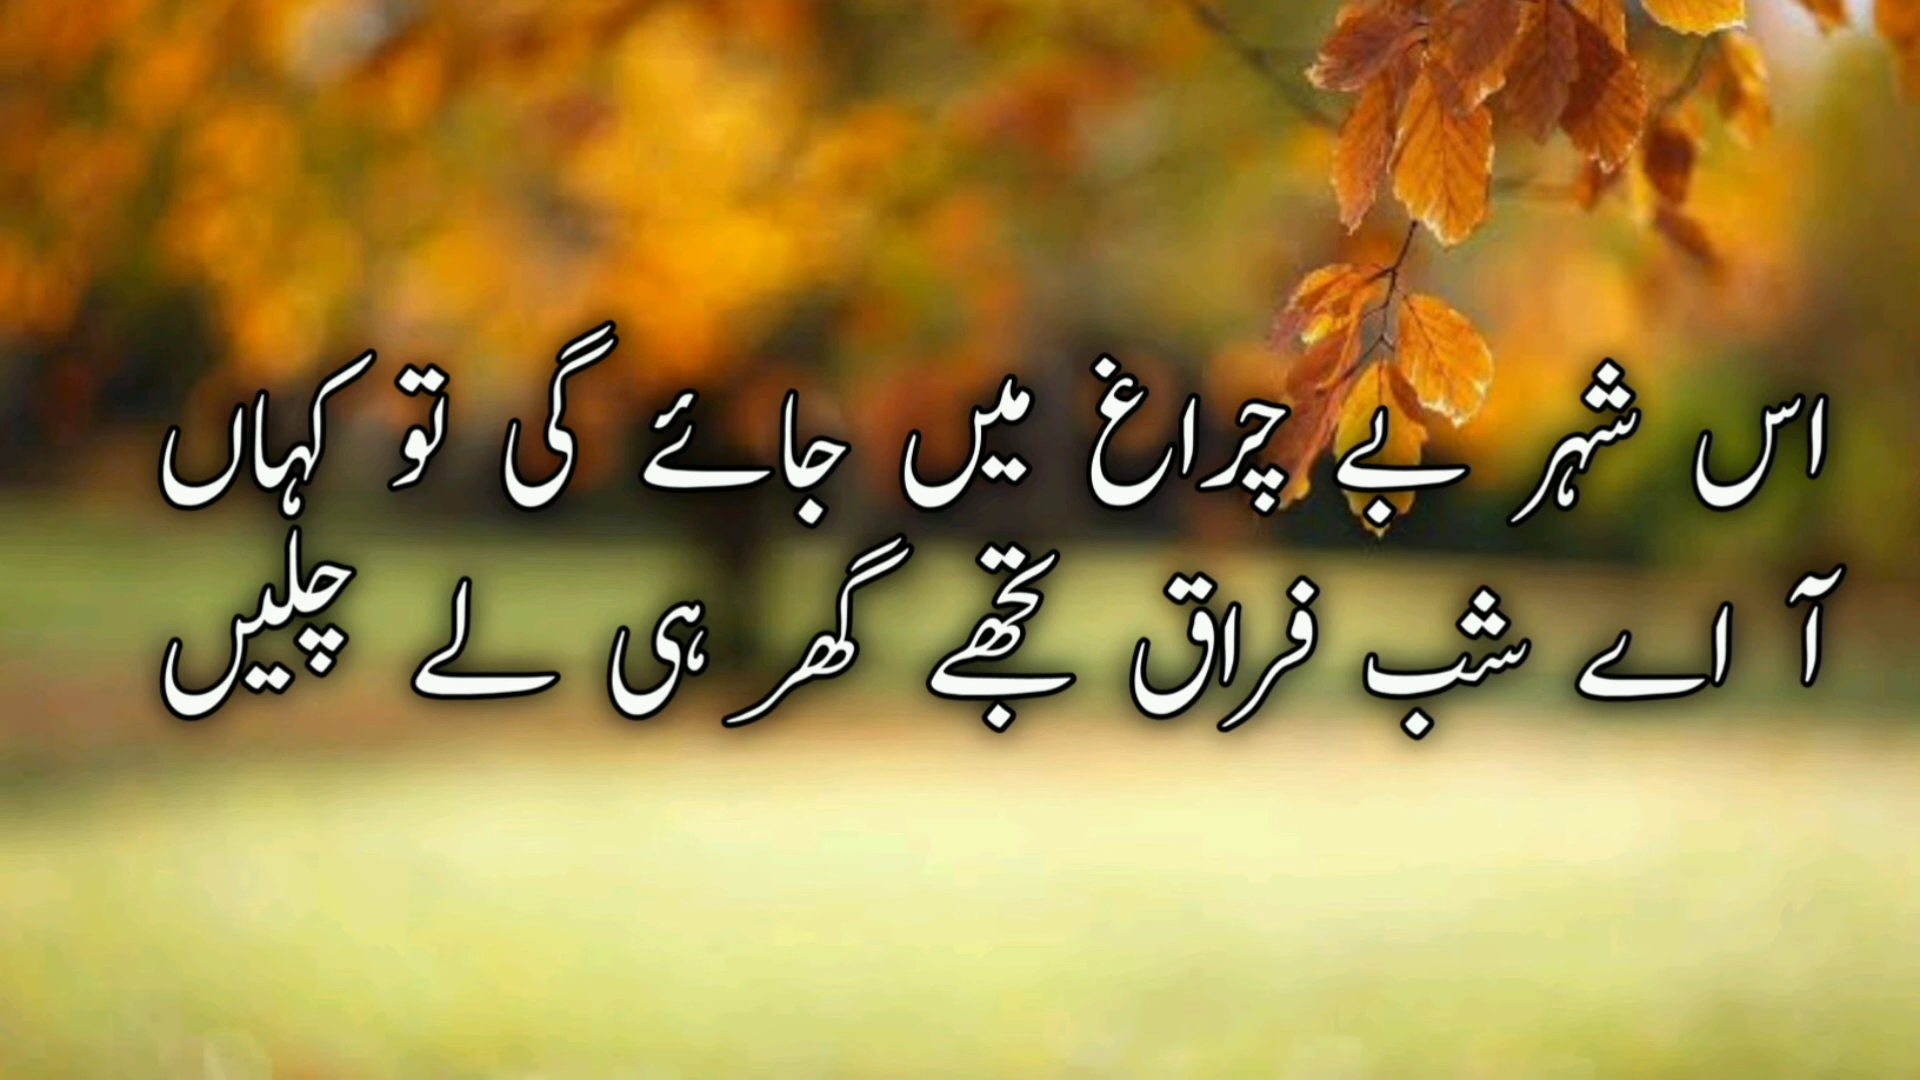 اس شہر بے چراغ میں جائے گی تو کہاں
آ اے شب فراق تجھے گھر ہی لے چلیں